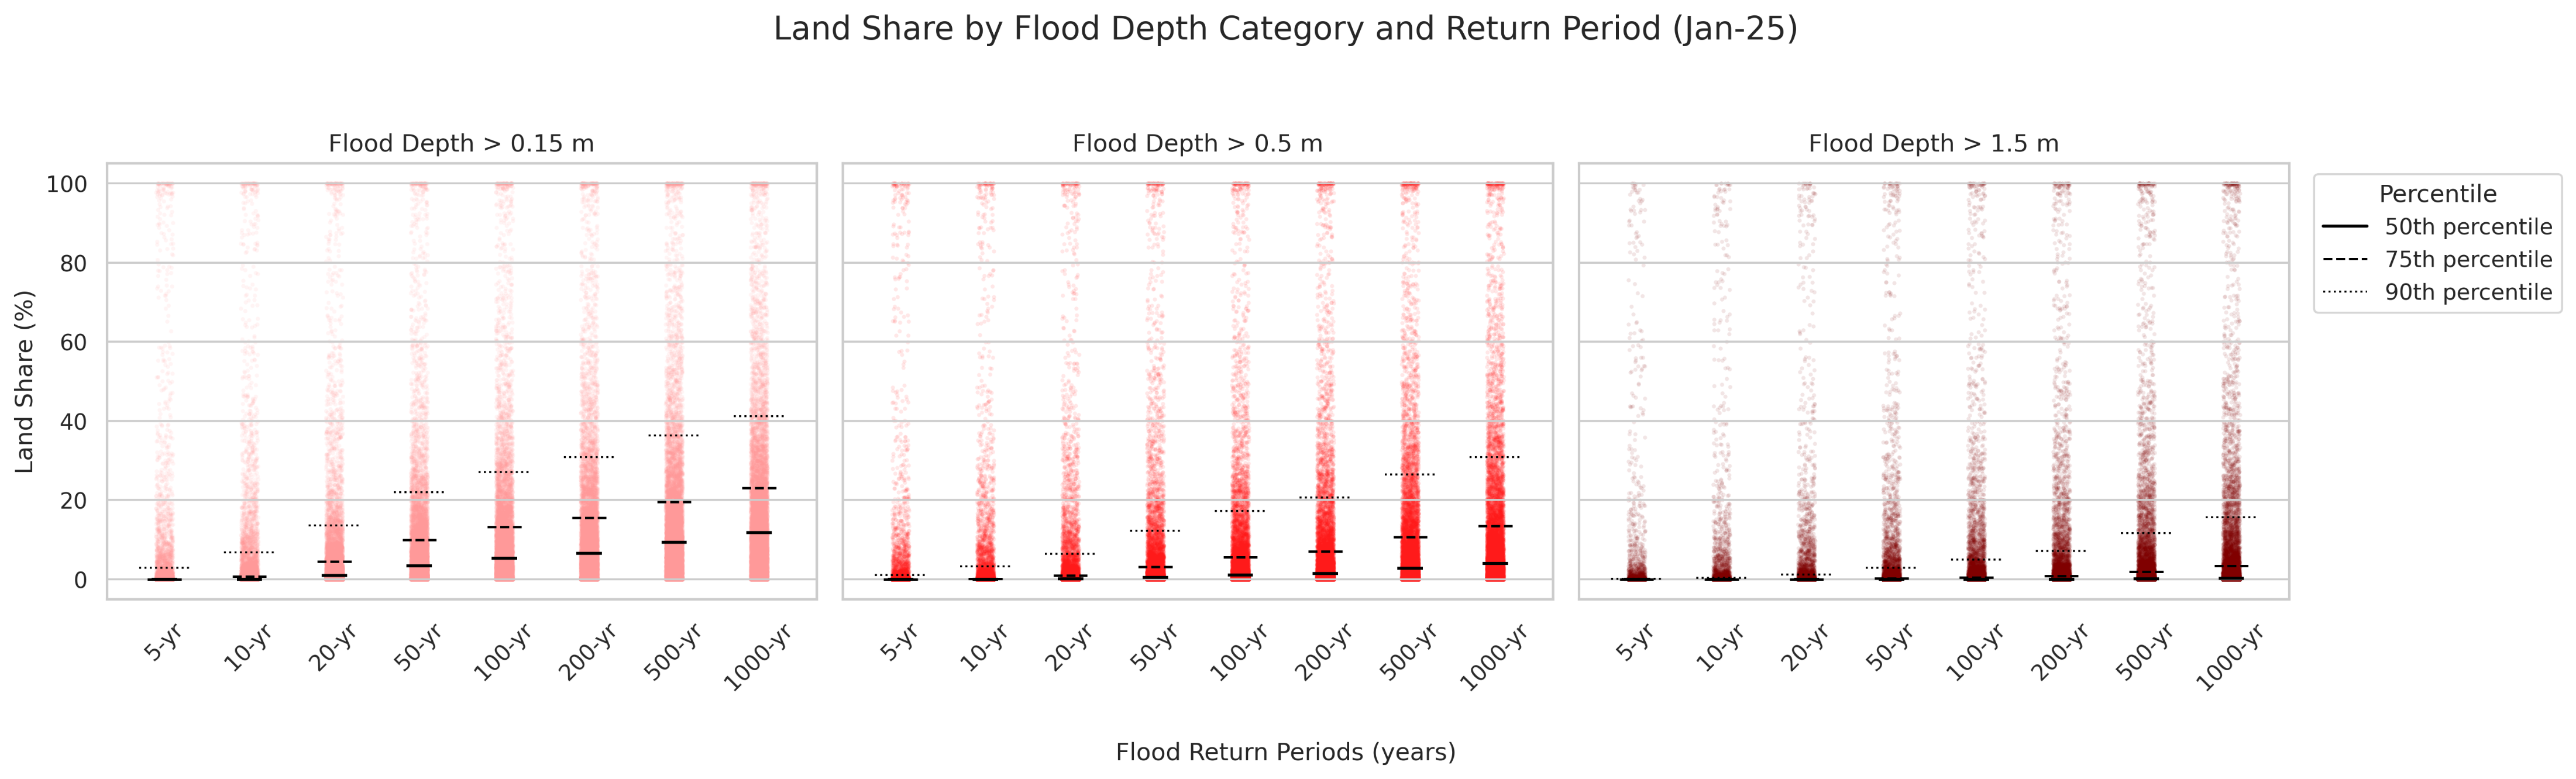 Land Share by Flood Depth Category and Return Period (Jan-25)
Flood Depth > 0.15 m
Flood Depth > 0.5 m
Flood Depth > 1.5 m
Land Share (%)
100
80
60
40
20
0
5-yr
10-yr
20-yr
50-yr
100-yr
200-yr
500-yr
1000-yr
5-yr
10-yr
20-yr
50-yr
100-yr
200-yr
500-yr
1000-yr
5-yr
10-yr
20-yr
50-yr
100-yr
200-yr
500-yr
1000-yr
Flood Return Periods (years)
Percentile
50th percentile
75th percentile
90th percentile